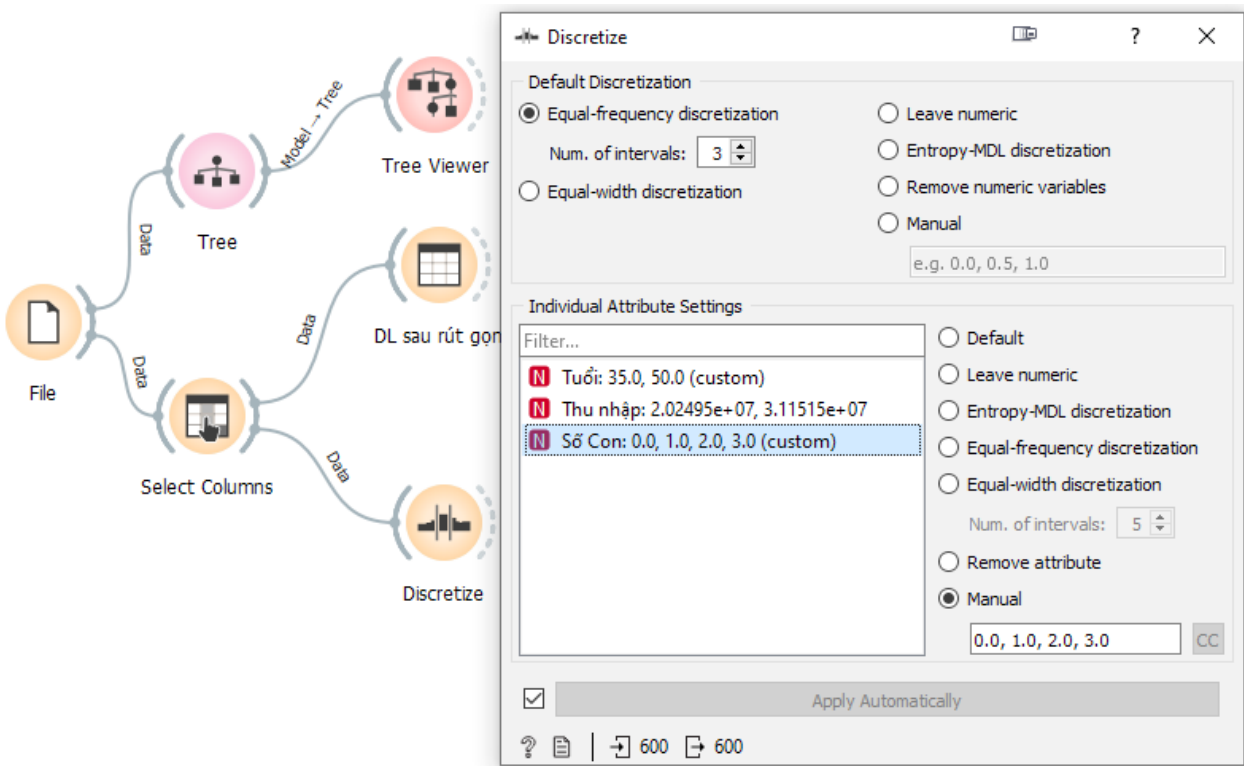 Model → Tree
Tree Viewer
Data
Tree
Data
DL sau rút gọn
File
Data
Select Columns
Data
Discretize
Discretize
?
Default Discretization
Equal-frequency discretization
Num. of intervals: 3
Equal-width discretization
Leave numeric
Entropy-MDL discretization
Remove numeric variables
Manual
e.g. 0.0, 0.5, 1.0
Individual Attribute Settings
Filter...
N Tuổi: 35.0, 50.0 (custom)
N Thu nhập: 2.02495e+07, 3.11515e+07
N Số Con: 0.0, 1.0, 2.0, 3.0 (custom)
Default
Leave numeric
Entropy-MDL discretization
Equal-frequency discretization
Equal-width discretization
Num. of intervals: 5
Remove attribute
Manual
0.0, 1.0, 2.0, 3.0 CC
Apply Automatically
? 600 600